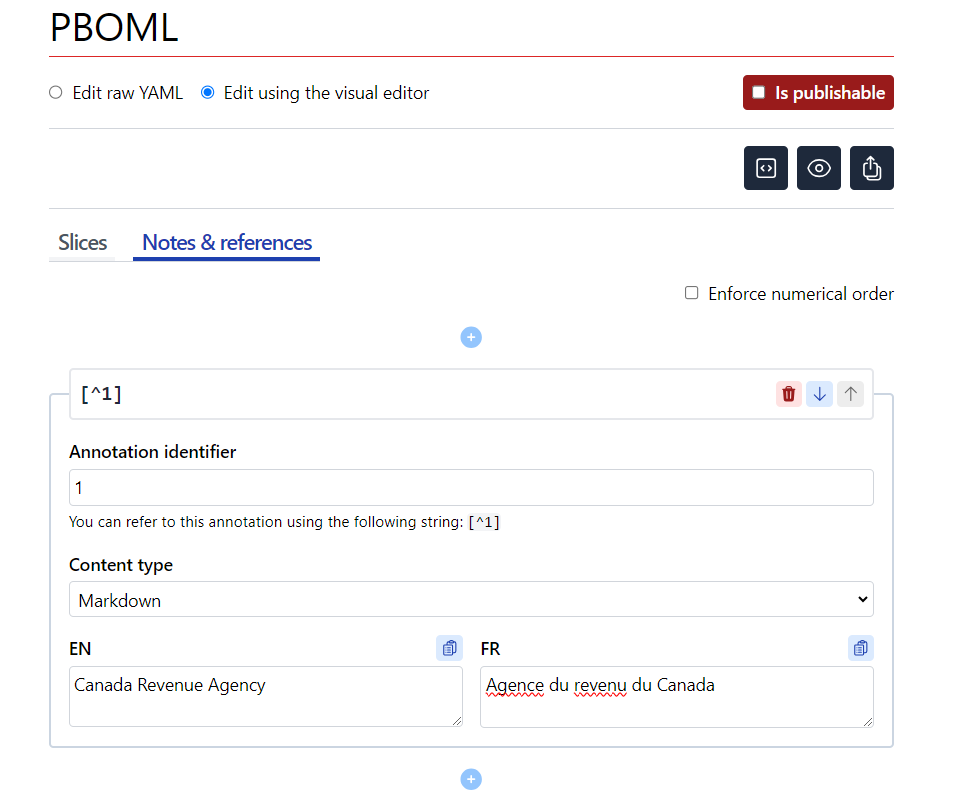 PBOML
Edit raw YAML Edit using the visual editor Is publishable
Slices Notes & references
Enforce numerical order
[^1]
Annotation identifier
1
You can refer to this annotation using the following string: [^1]
Content type
Markdown
EN FR
Canada Revenue Agency Agence du revenu du Canada